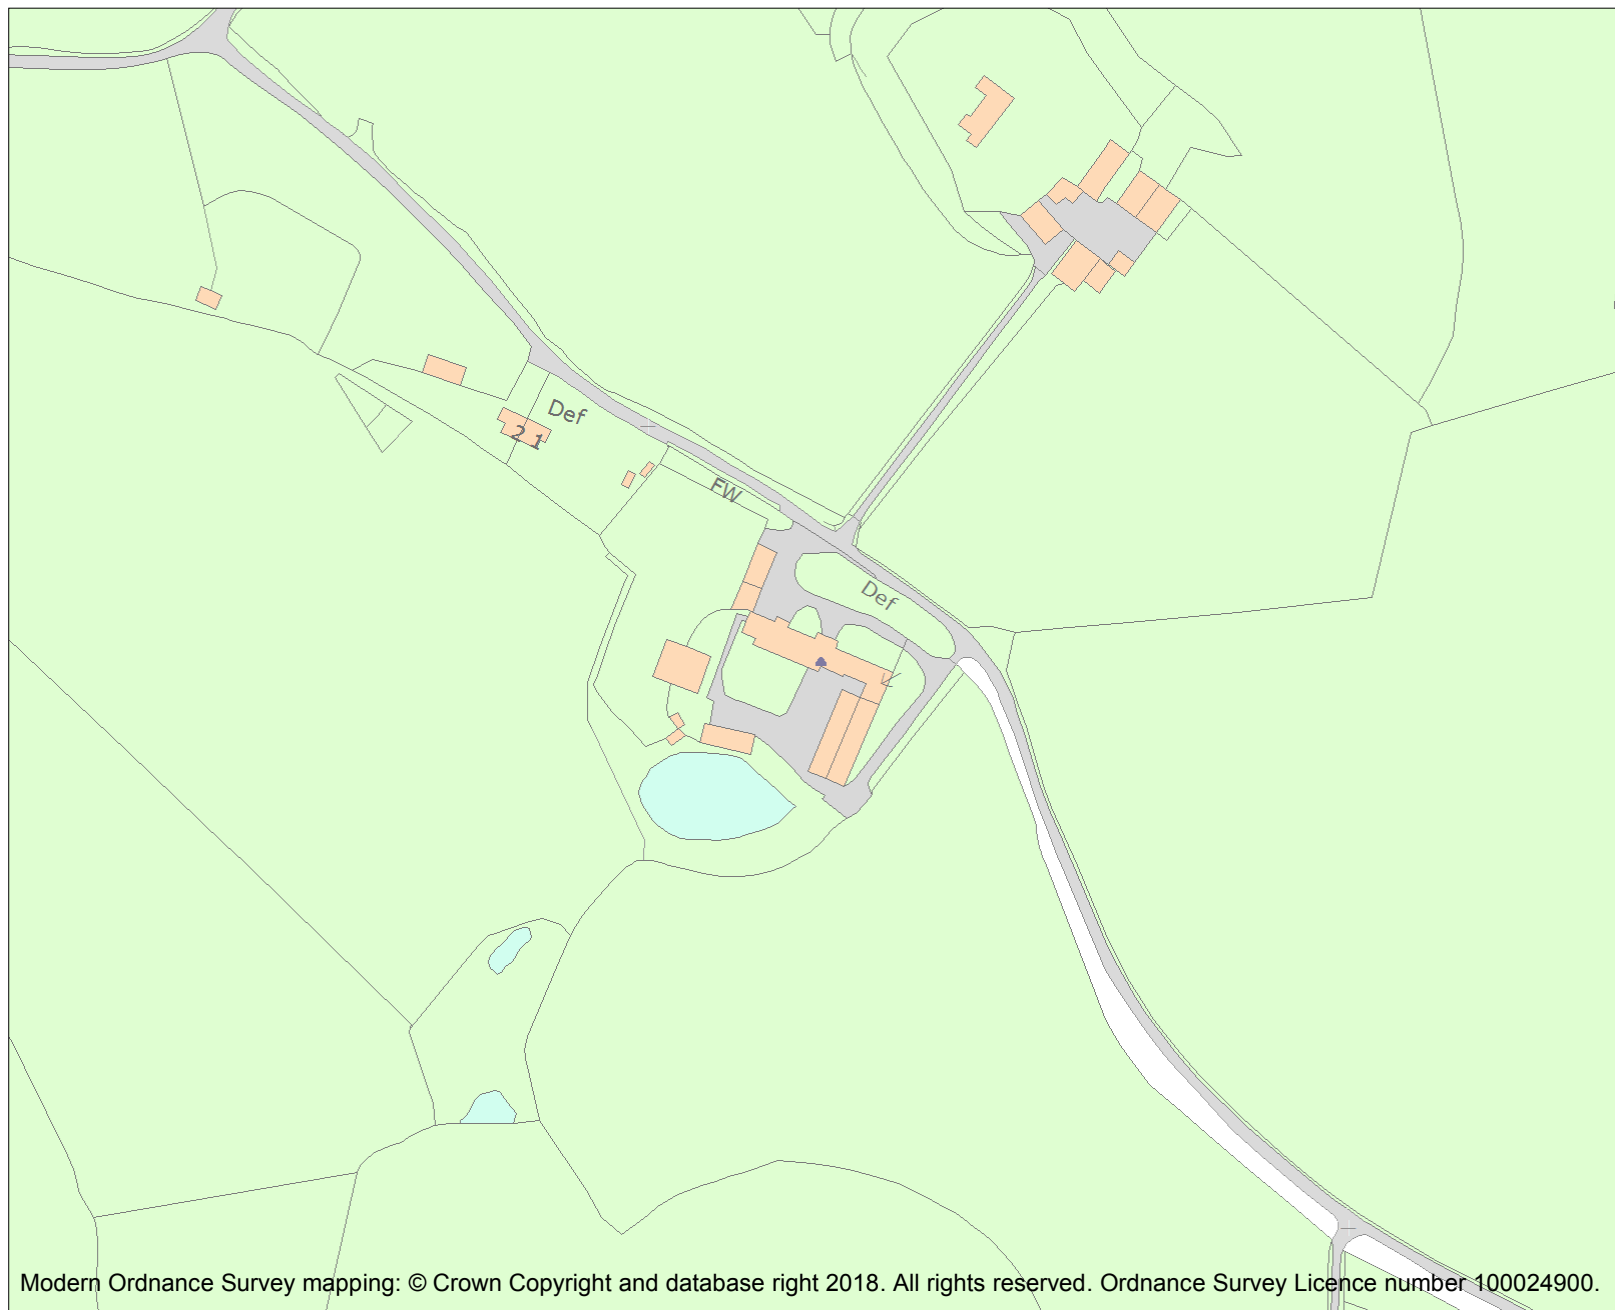 Def
2 1
FW
Def
Modern Ordnance Survey mapping: © Crown Copyright and database right 2018. All rights reserved. Ordnance Survey Licence number 100024900.